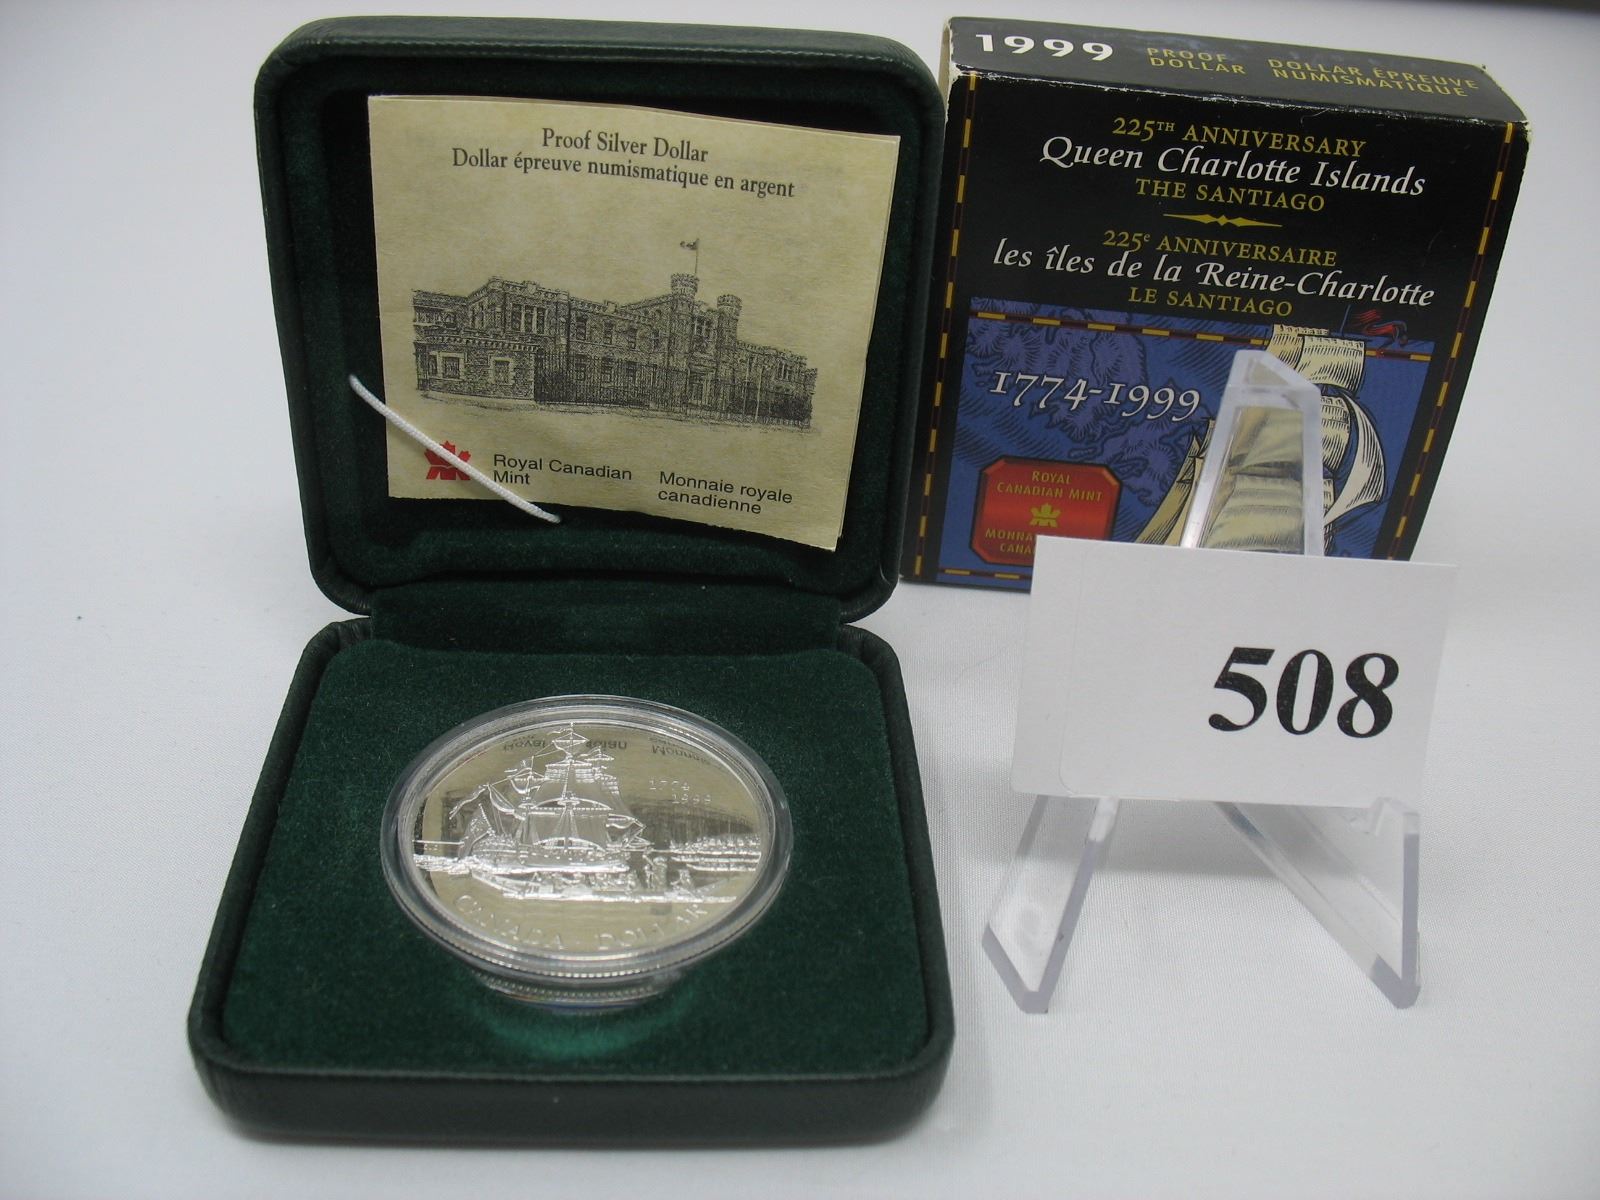 Proof Silver Dollar
Dollar épreuve numismatique en argent
Royal Canadian
Mint
Monnaie royale
canadienne
1999
PROOF
DOLLAR
DOLLAR ÉPREUVE
NUMISMATIQUE
225TH ANNIVERSARY
Queen Charlotte Islands
THE SANTIAGO
225e ANNIVERSAIRE
les îles de la Reine-Charlotte
LE SANTIAGO
1774-1999
ROYAL
CANADIAN MINT
508
1774
1999
CANADA DOLLAR